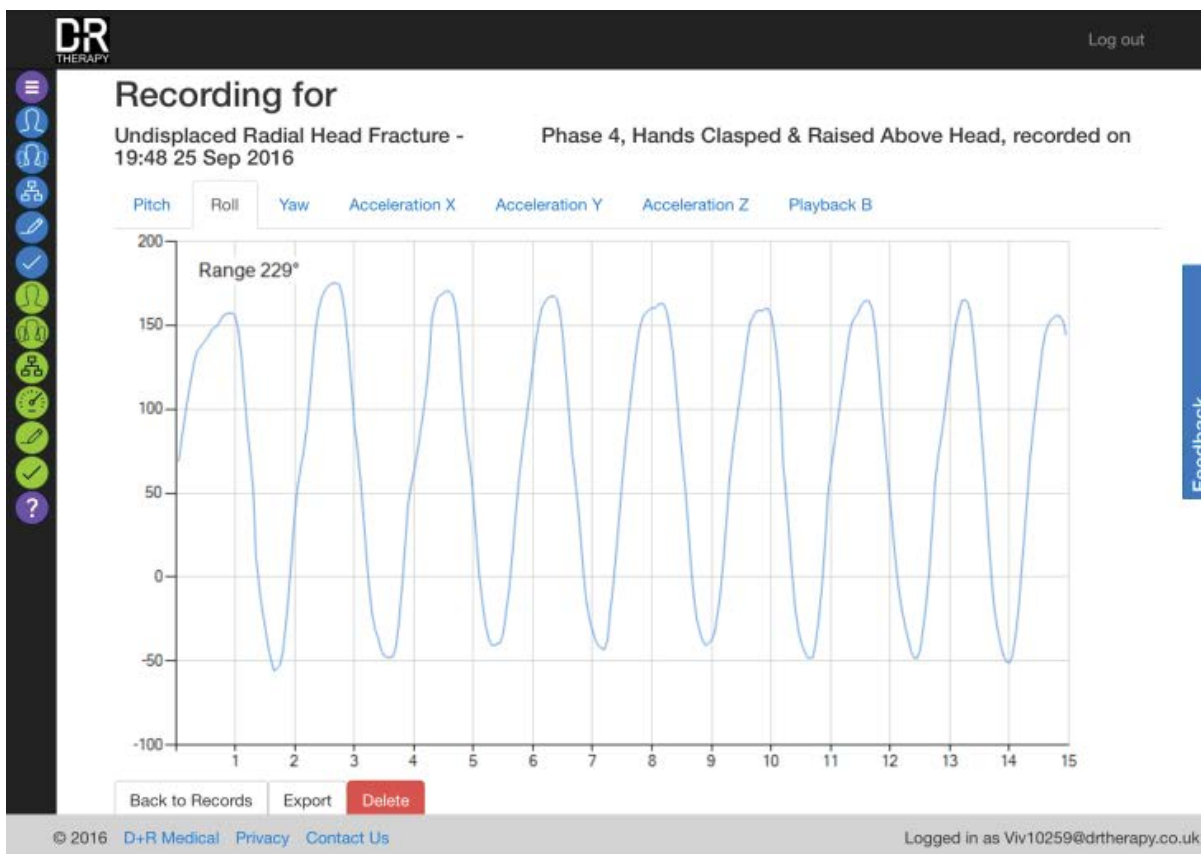 D+R
THERAPY
Log out
Recording for
Undisplaced Radial Head Fracture -
19:48 25 Sep 2016
Phase 4, Hands Clasped & Raised Above Head, recorded on
Pitch Roll Yaw Acceleration X Acceleration Y Acceleration Z Playback B
Range 229°
200
150
100
50
0
-50
-100
1 2 3 4 5 6 7 8 9 10 11 12 13 14 15
Feedback
?
Back to Records Export Delete
© 2016 D+R Medical Privacy Contact Us
Logged in as Viv10259@drtherapy.co.uk